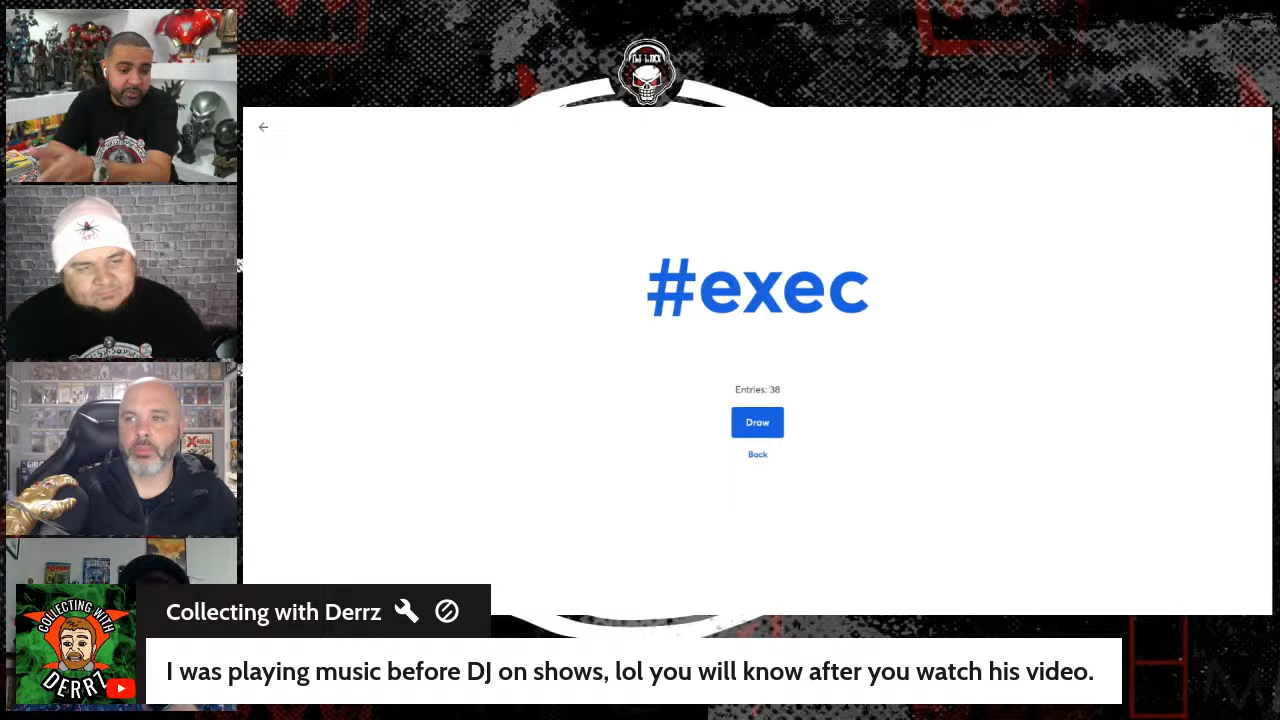 #exec
Entries: 38
Draw
Back
X-MEN
COLLECTING WITH
DERRZ
Collecting with Derrz
I was playing music before DJ on shows, lol you will know after you watch his video.